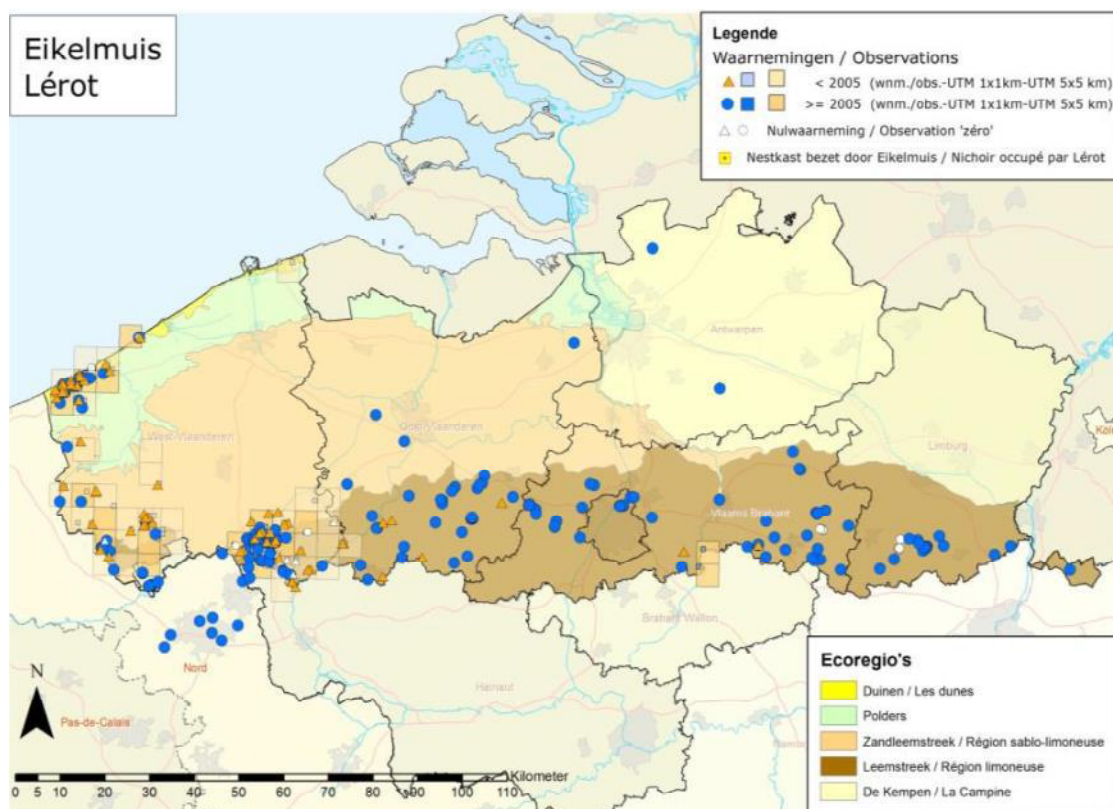 Eikelmuis
Lérot
Legende
Waarnemingen / Observations
< 2005 (wnm./obs.-UTM 1x1km-UTM 5x5 km)
>= 2005 (wnm./obs.-UTM 1x1km-UTM 5x5 km)
Nulwaarneming / Observation 'zéro'
Nestkast bezet door Eikelmuis / Nichoir occupé par Lérot
Antwerpen
West-Vlaanderen
Oost-Vlaanderen
Limburg
Vlaams Brabant
Brabant Wallon
Nord
Hainaut
Pas-de-Calais
N
0 5 10 20 30 40 50 60 70 80 90 100 110
Kilometer
Ecoregio's
Duinen / Les dunes
Polders
Zandleemstreek / Région sablo-limoneuse
Leemstreek / Région limoneuse
De Kempen / La Campine